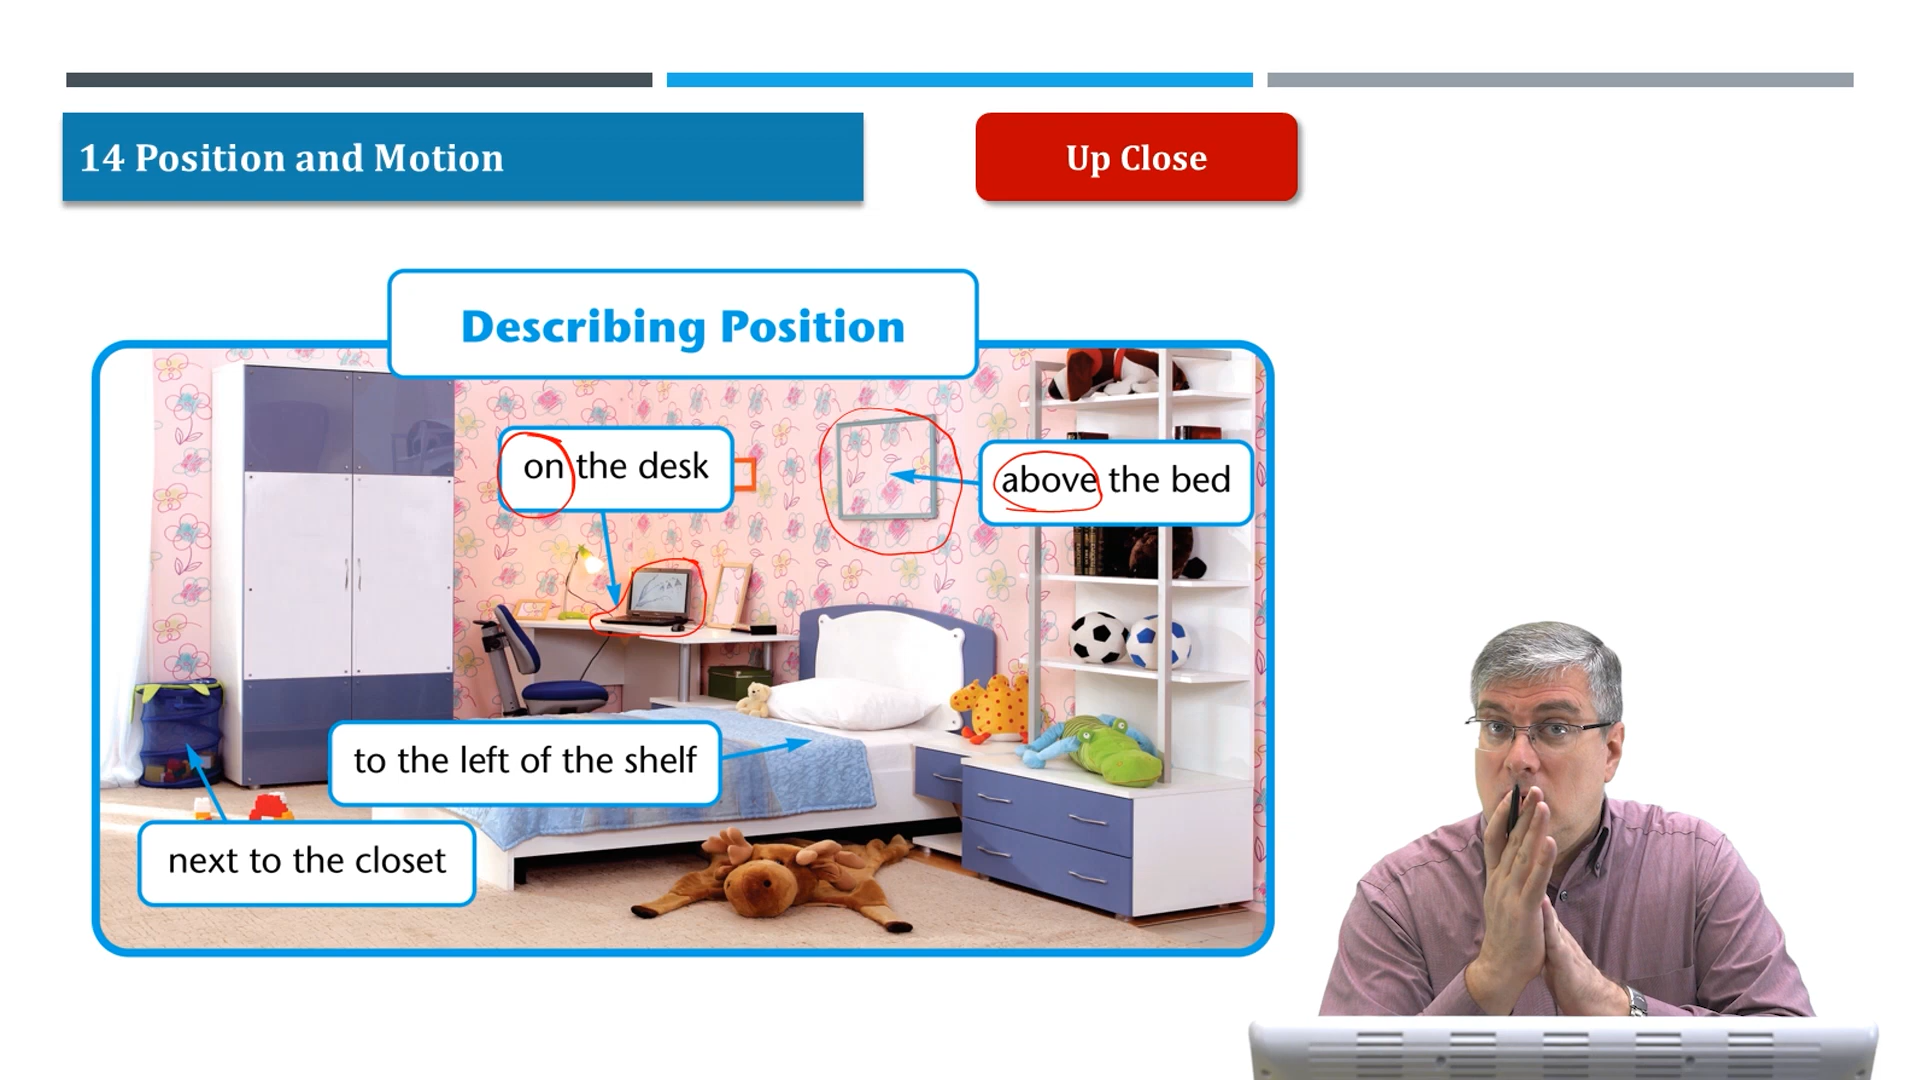 14 Position and Motion
Up Close
Describing Position
on the desk
above the bed
to the left of the shelf
next to the closet